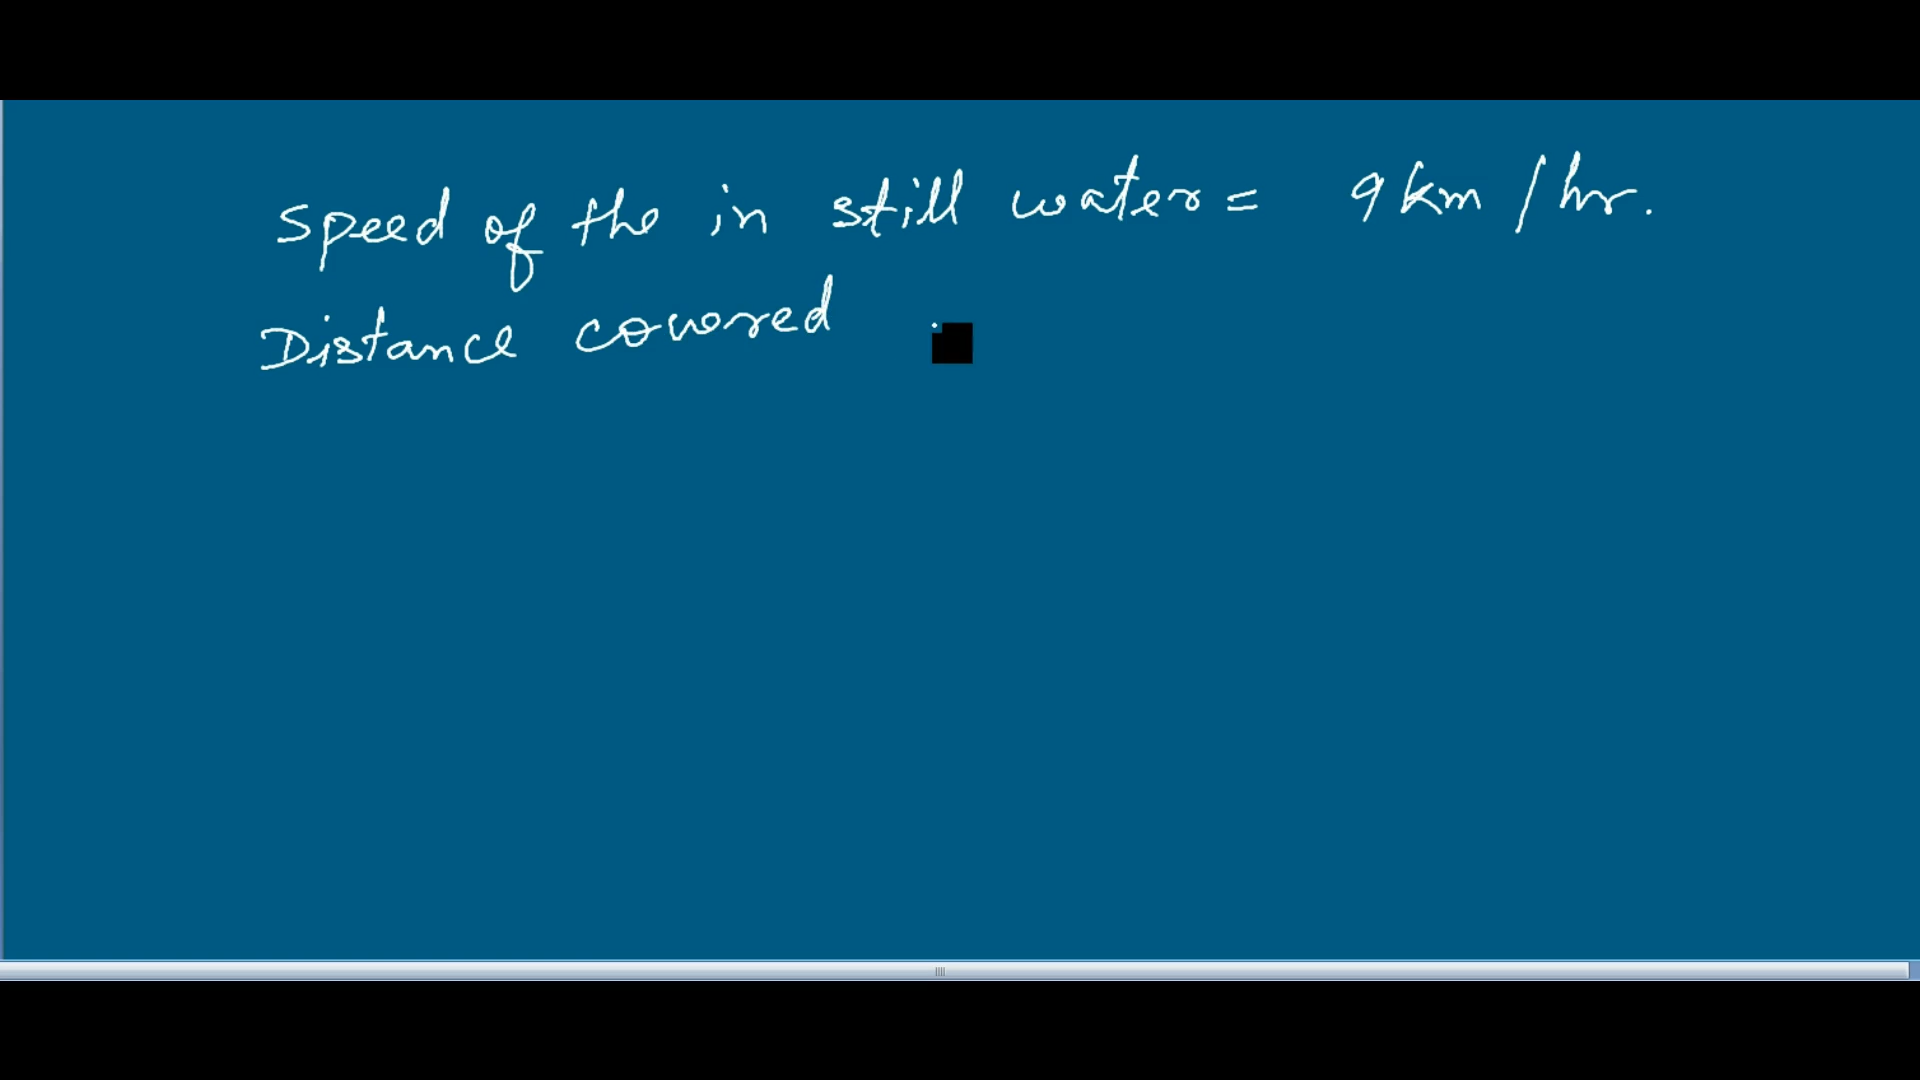 Speed of the in still water = 9 km / hr.
Distance covered